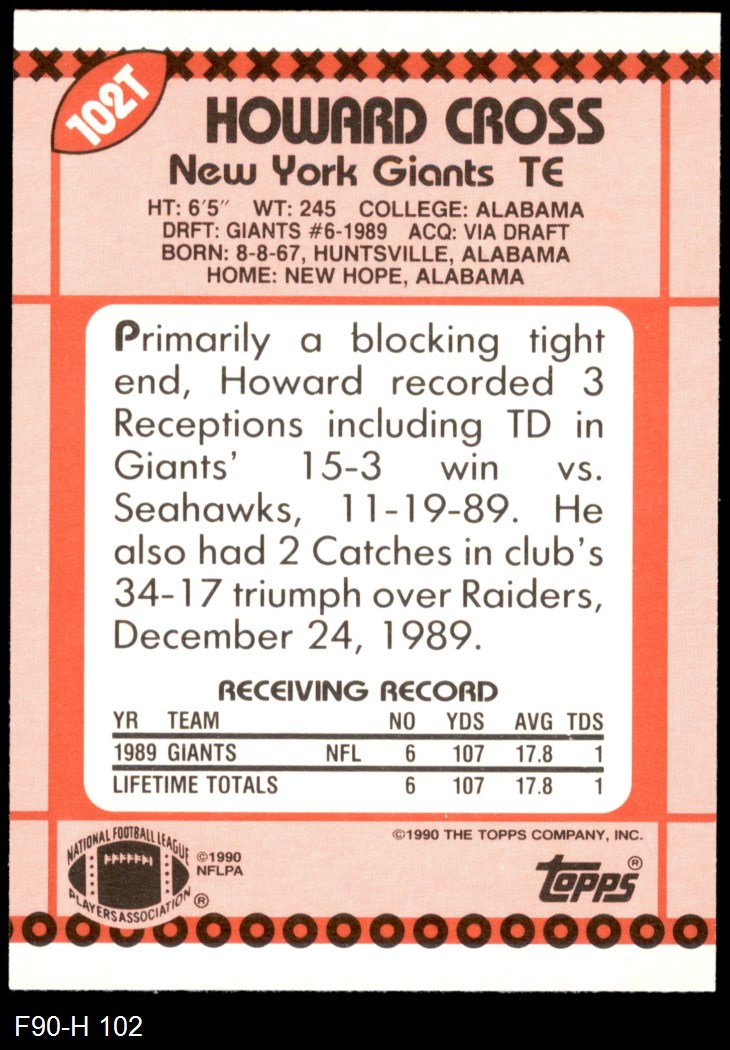 102T
HOWARD CROSS
New York Giants TE
HT: 6'5" WT: 245 COLLEGE: ALABAMA
DRFT: GIANTS #6-1989 ACQ: VIA DRAFT
BORN: 8-8-67, HUNTSVILLE, ALABAMA
HOME: NEW HOPE, ALABAMA
Primarily a blocking tight
end, Howard recorded 3
Receptions including TD in
Giants' 15-3 win vs.
Seahawks, 11-19-89. He
also had 2 Catches in club's
34-17 triumph over Raiders,
December 24, 1989.
RECEIVING RECORD
YR TEAM NO YDS AVG TDS
1989 GIANTS NFL 6 107 17.8 1
LIFETIME TOTALS 6 107 17.8 1
©1990 THE TOPPS COMPANY, INC.
NATIONAL FOOTBALL LEAGUE
PLAYERS ASSOCIATION ®
©1990
NFLPA
topps®
F90-H 102